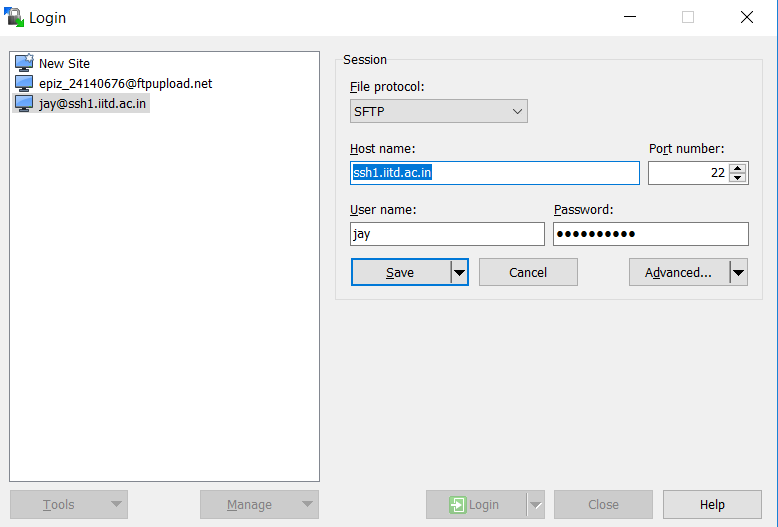 Login
New Site
epiz_24140676@ftpupload.net
jay@ssh1.iitd.ac.in
Session
File protocol:
SFTP
Host name: Port number:
ssh1.iitd.ac.in 22
User name: Password:
jay ●●●●●●●●●●
Save Cancel Advanced...
Tools Manage Login Close Help